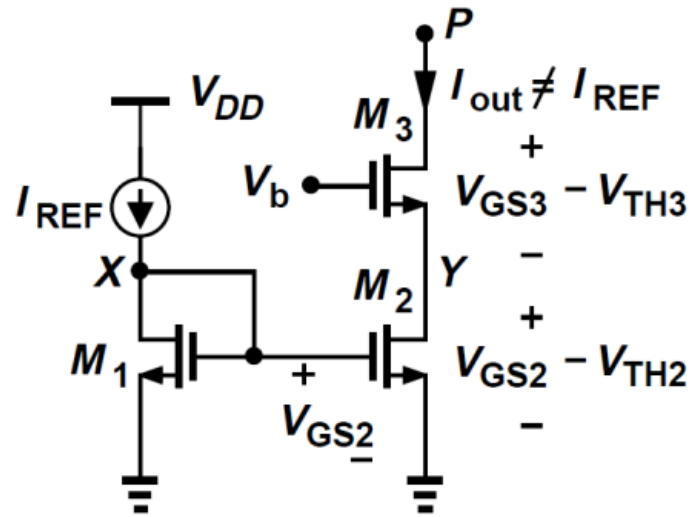 P
V_DD
I_out ≠ I_REF
M_3
+
V_b
V_GS3 − V_TH3
I_REF
−
X
Y
M_2
+
M_1
V_GS2 − V_TH2
+
V_GS2
−
−